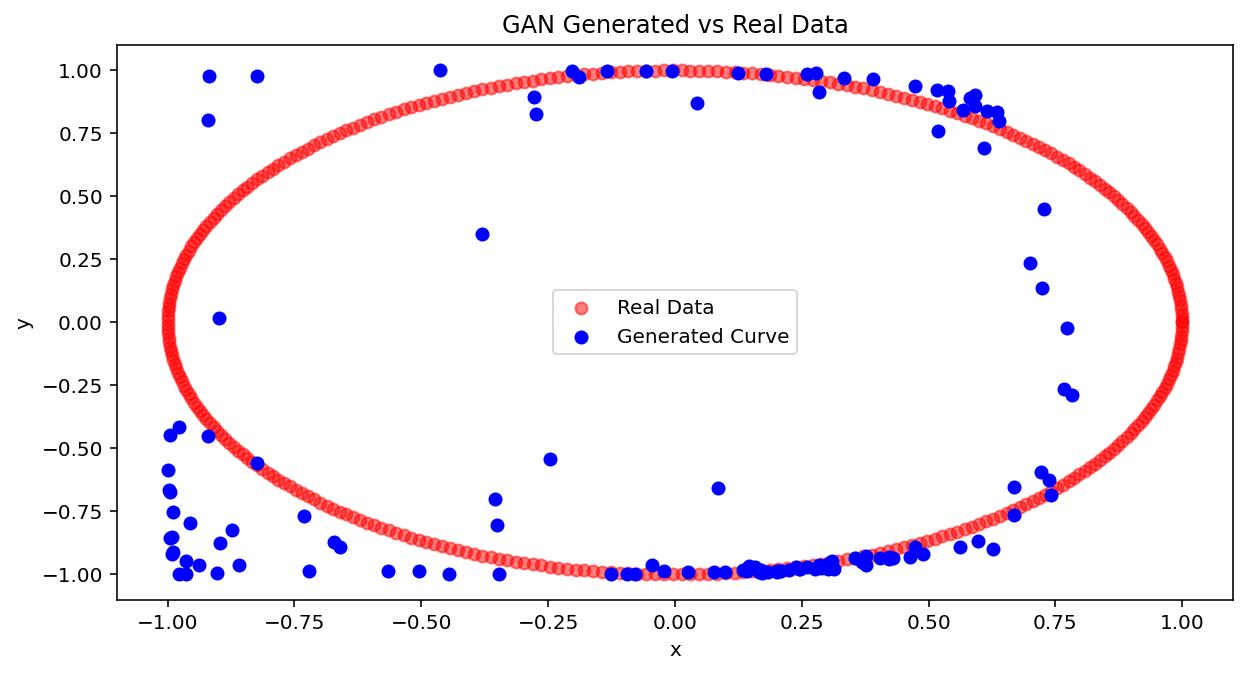 GAN Generated vs Real Data
1.00
0.75
0.50
0.25
0.00
−0.25
−0.50
−0.75
−1.00
y
Real Data
Generated Curve
−1.00 −0.75 −0.50 −0.25 0.00 0.25 0.50 0.75 1.00
x